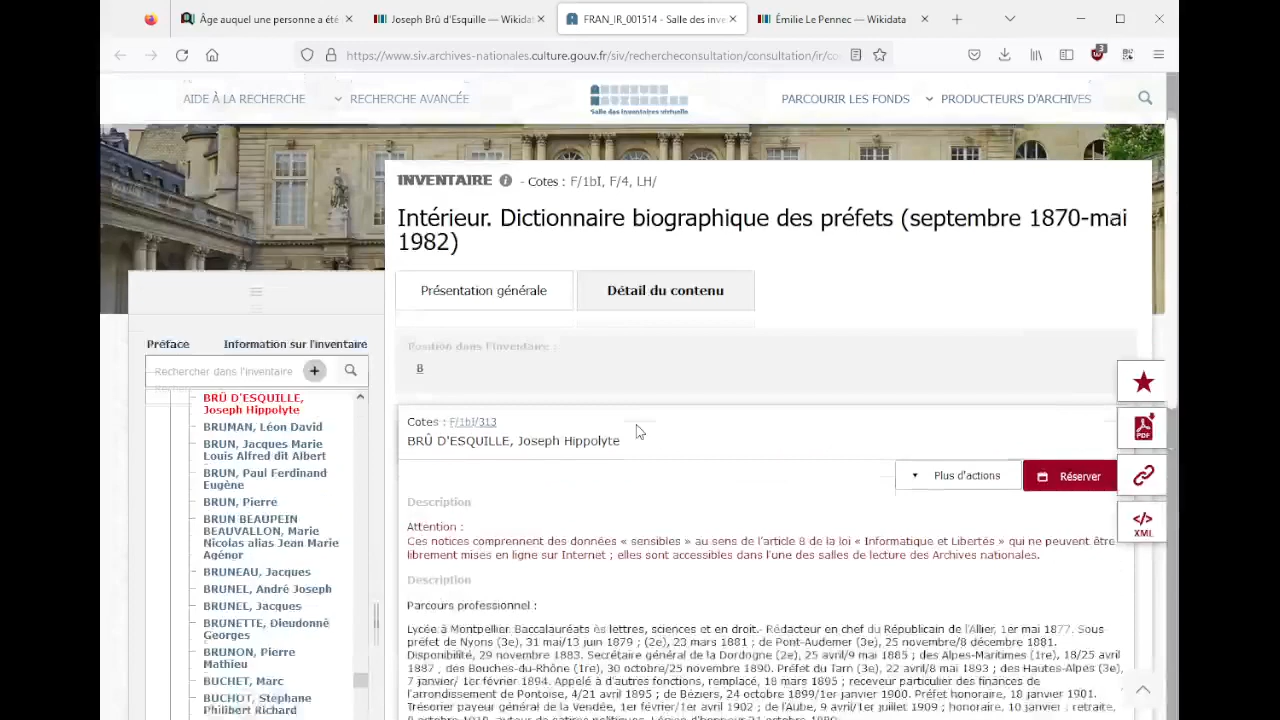 Âge auquel une personne a été
Joseph Brû d'Esquille — Wikidat
FRAN_IR_001514 - Salle des inve
Émilie Le Pennec — Wikidata
https://www.siv.archives-nationales.culture.gouv.fr/siv/rechercheconsultation/consultation/ir/co
3
AIDE À LA RECHERCHE
RECHERCHE AVANCÉE
Salle des inventaires virtuelle
PARCOURIR LES FONDS
PRODUCTEURS D'ARCHIVES
INVENTAIRE - Cotes : F/1bI, F/4, LH/
Intérieur. Dictionnaire biographique des préfets (septembre 1870-mai
1982)
Présentation générale
Détail du contenu
Préface
Information sur l'inventaire
Rechercher dans l'inventaire
BRÛ D'ESQUILLE,
Joseph Hippolyte
BRUMAN, Léon David
BRUN, Jacques Marie
Louis Alfred dit Albert
BRUN, Paul Ferdinand
Eugène
BRUN, Pierre
BRUN BEAUPEIN
BEAUVALLON, Marie
Nicolas alias Jean Marie
Agénor
BRUNEAU, Jacques
BRUNEL, André Joseph
BRUNEL, Jacques
BRUNETTE, Dieudonné
Georges
BRUNON, Pierre
Mathieu
BUCHET, Marc
BUCHOT, Stephane
Philibert Richard
Position dans l'inventaire :
B
Cotes : F/1bI/313
BRÛ D'ESQUILLE, Joseph Hippolyte
Plus d'actions
Réserver
PDF
XML
Description
Attention :
Ces notices comprennent des données « sensibles » au sens de l'article 8 de la loi « Informatique et Libertés » qui ne peuvent être
librement mises en ligne sur Internet ; elles sont accessibles dans l'une des salles de lecture des Archives nationales.
Description
Parcours professionnel :
Lycée à Montpellier. Baccalauréats ès lettres, sciences et en droit.- Rédacteur en chef du Républicain de l'Allier, 1er mai 1877. Sous-
préfet de Nyons (3e), 31 mai/13 juin 1879 ; (2e), 23 mars 1881 ; de Pont-Audemer (3e), 25 novembre/8 décembre 1881.
Disponibilité, 29 novembre 1883. Secrétaire général de la Dordogne (2e), 25 avril/9 mai 1885 ; des Alpes-Maritimes (1re), 18/25 avril
1887 , des Bouches-du-Rhône (1re), 30 octobre/25 novembre 1890. Préfet du Tarn (3e), 22 avril/8 mai 1893 ; des Hautes-Alpes (3e),
7 janvier/ 1er février 1894. Appelé à d'autres fonctions, remplacé, 18 mars 1895 ; receveur particulier des finances de
l'arrondissement de Pontoise, 4/21 avril 1895 ; de Béziers, 24 octobre 1899/1er janvier 1900. Préfet honoraire, 18 janvier 1901.
Trésorier payeur général de la Vendée, 1er février/1er avril 1902 ; de l'Aube, 9 avril/1er juillet 1909 ; honoraire, 10 janvier ; retraite,